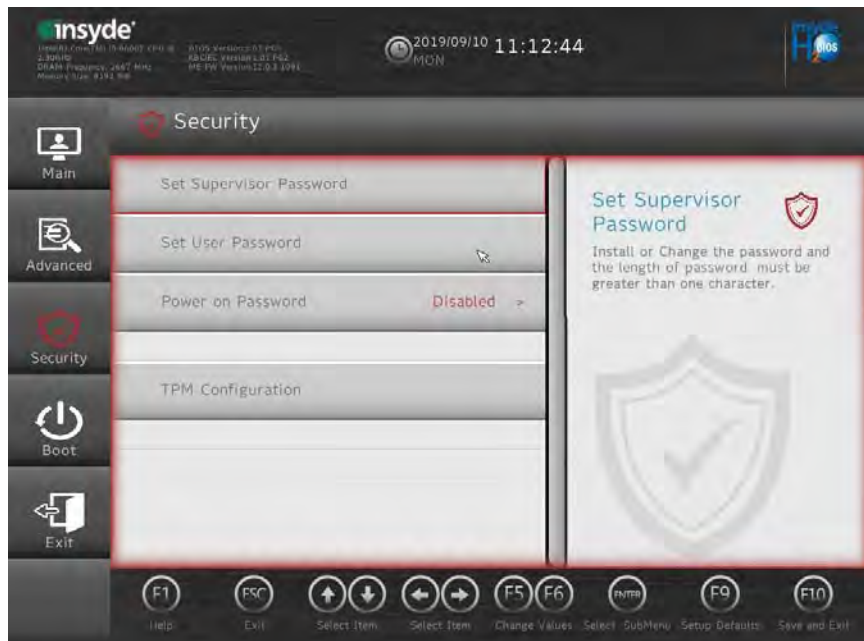 insyde
2019/09/10 11:12:44
MON
H2O Bios
Security
Main
Advanced
Security
Boot
Exit
Set Supervisor Password
Set User Password
Power on Password Disabled >
TPM Configuration
Set Supervisor
Password
Install or Change the password and
the length of password must be
greater than one character.
F1 ESC F5 F6 ENTER F9 F10
Help Exit Select Item Select Item Change Values Select SubMenu Setup Defaults Save and Exit